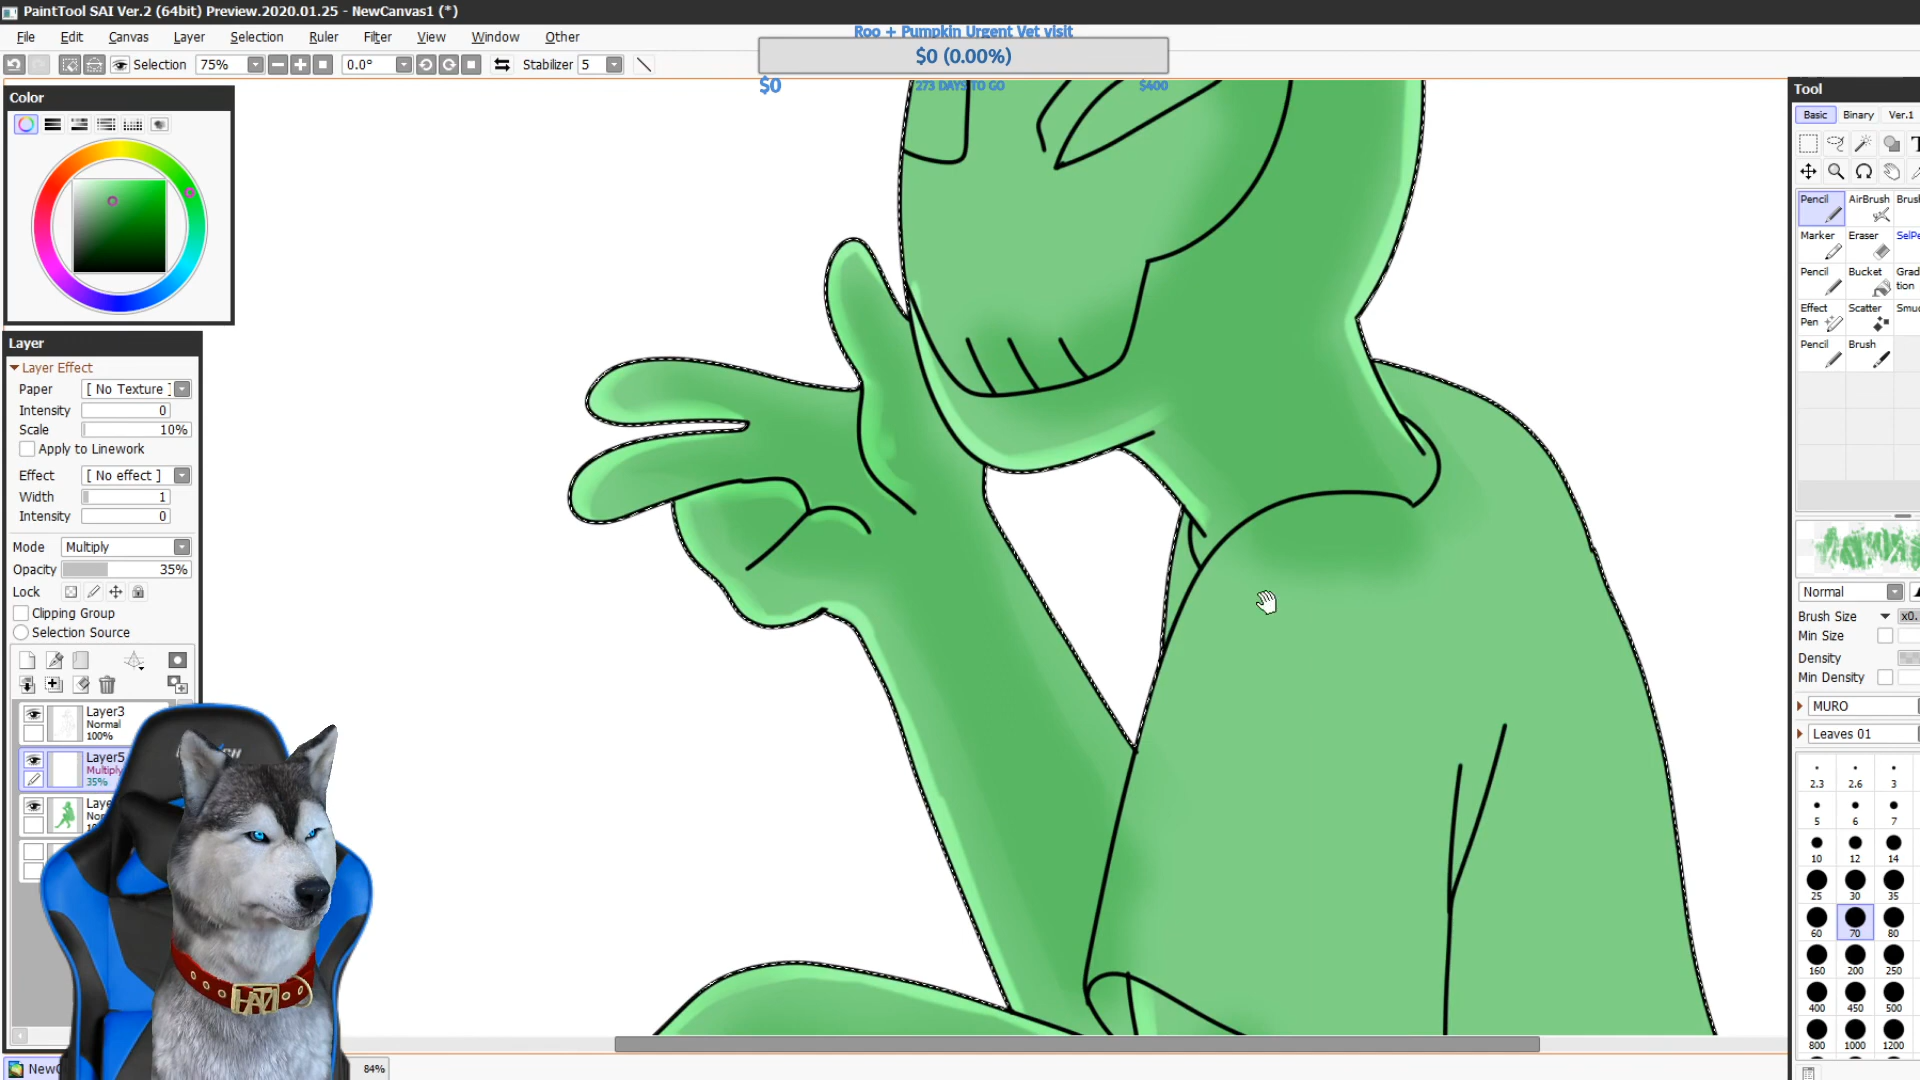 PaintTool SAI Ver.2 (64bit) Preview.2020.01.25 - NewCanvas1 (*)
File Edit Canvas Layer Selection Ruler Filter View Window Other
Roo + Pumpkin Urgent Vet visit
$0 (0.00%)
$0 273 DAYS TO GO $400
Selection 75% 0.0° Stabilizer 5
Color
Layer
Layer Effect
Paper [ No Texture ]
Intensity 0
Scale 10%
Apply to Linework
Effect [ No effect ]
Width 1
Intensity 0
Mode Multiply
Opacity 35%
Lock
Clipping Group
Selection Source
Layer3
Normal
100%
Layer5
Multiply
35%
84%
Tool
Basic Binary Ver.1
Pencil AirBrush
Marker Eraser
Pencil Bucket
Effect Pen Scatter
Pencil Brush
Normal
Brush Size
Min Size
Density
Min Density
MURO
Leaves 01
2.3 2.6 3
5 6 7
10 12 14
25 30 35
60 70 80
160 200 250
400 450 500
800 1000 1200